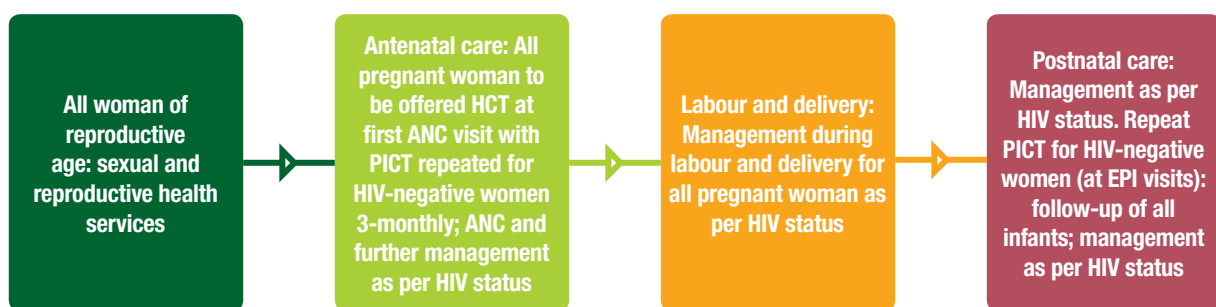 All woman of
reproductive
age: sexual and
reproductive health
services
Antenatal care: All
pregnant woman to
be offered HCT at
first ANC visit with
PICT repeated for
HIV-negative women
3-monthly; ANC and
further management
as per HIV status
Labour and delivery:
Management during
labour and delivery for
all pregnant woman as
per HIV status
Postnatal care:
Management as per
HIV status. Repeat
PICT for HIV-negative
women (at EPI visits):
follow-up of all
infants; management
as per HIV status